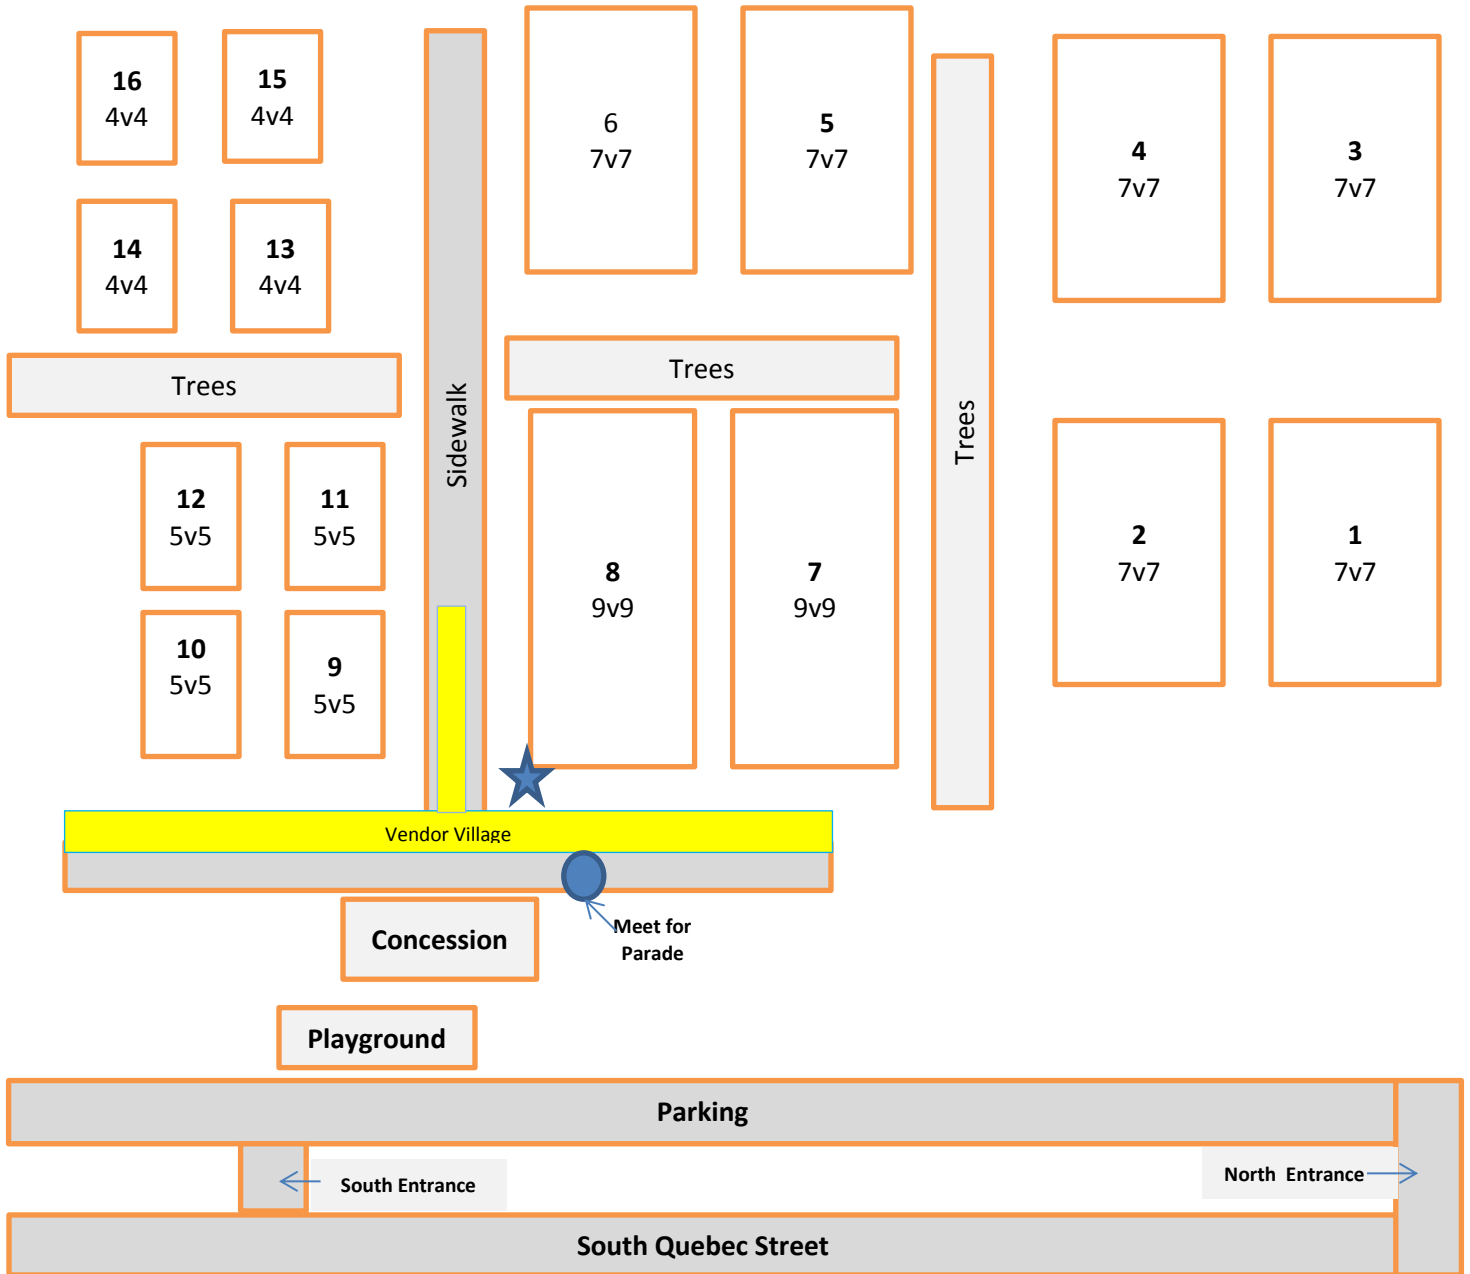 16
4v4
15
4v4
6
7v7
5
7v7
4
7v7
3
7v7
14
4v4
13
4v4
Trees
Trees
Sidewalk
Trees
12
5v5
11
5v5
8
9v9
7
9v9
2
7v7
1
7v7
10
5v5
9
5v5
Vendor Village
Meet for
Parade
Concession
Playground
Parking
South Entrance
North Entrance
South Quebec Street